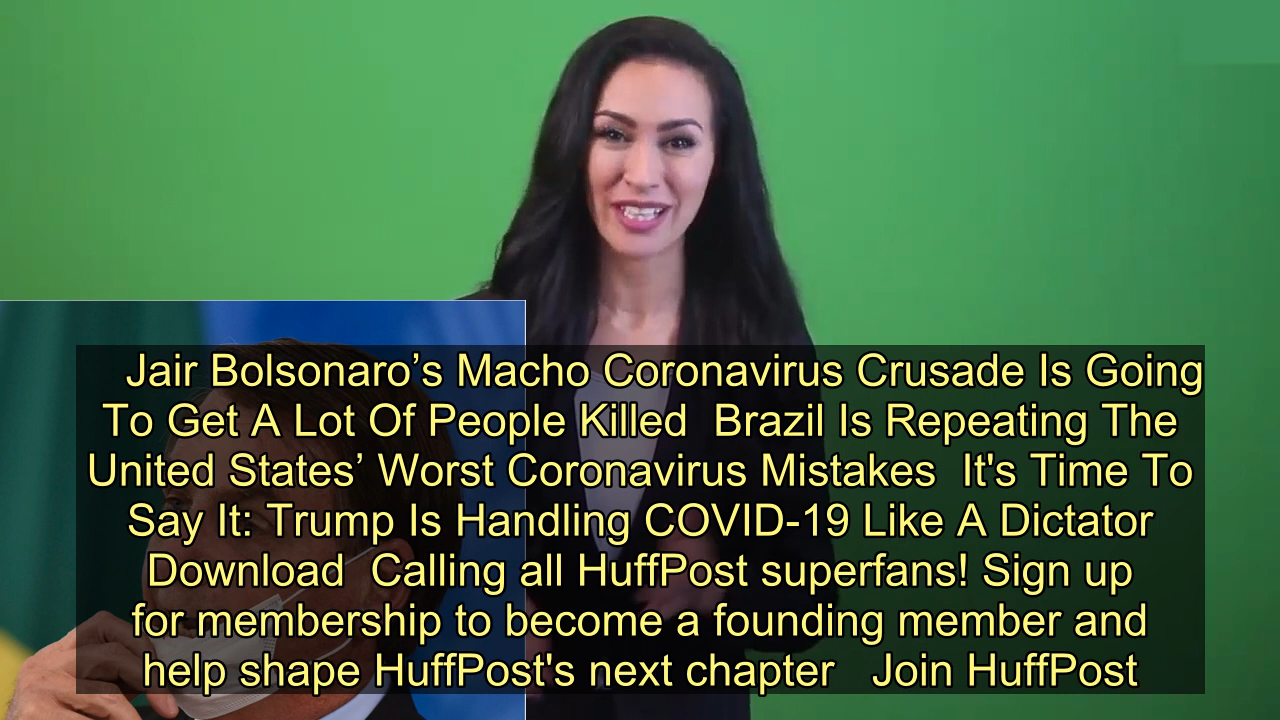 Jair Bolsonaro’s Macho Coronavirus Crusade Is Going
To Get A Lot Of People Killed  Brazil Is Repeating The
United States’ Worst Coronavirus Mistakes  It's Time To
Say It: Trump Is Handling COVID-19 Like A Dictator
Download  Calling all HuffPost superfans! Sign up
for membership to become a founding member and
help shape HuffPost's next chapter   Join HuffPost